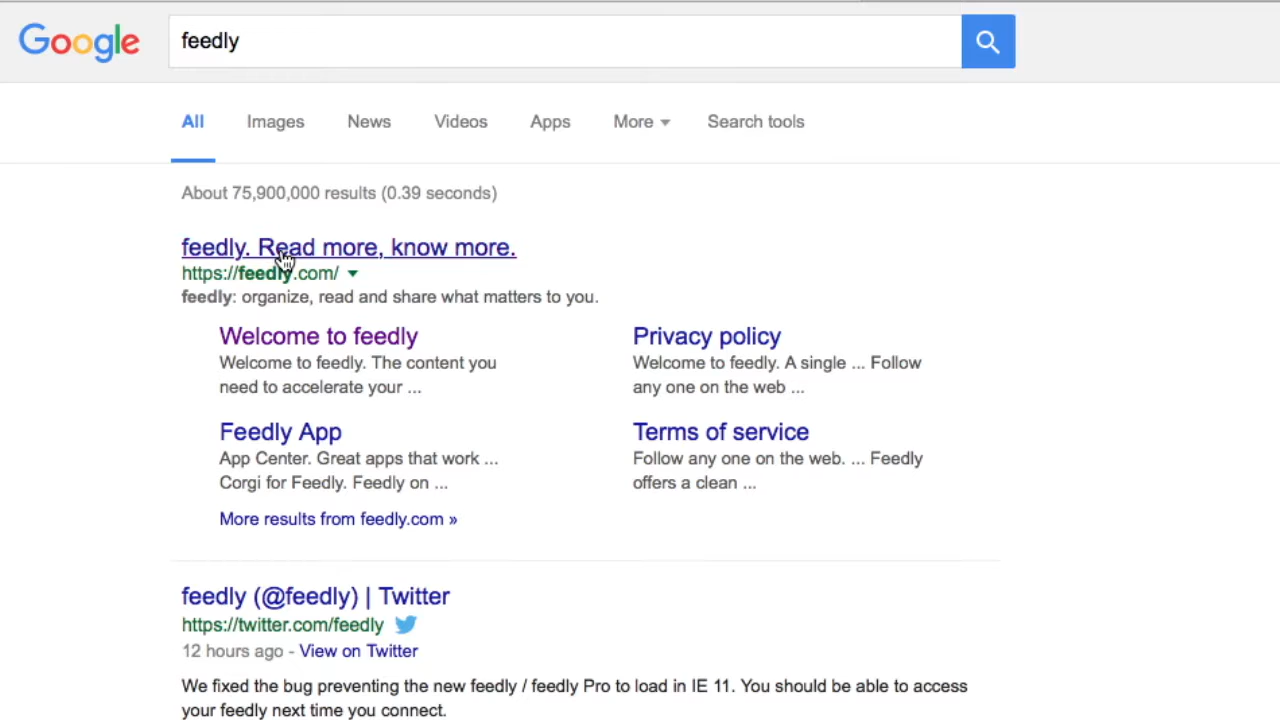 Google
feedly
All Images News Videos Apps More Search tools
About 75,900,000 results (0.39 seconds)
feedly. Read more, know more.
https://feedly.com/
feedly: organize, read and share what matters to you.
Welcome to feedly
Welcome to feedly. The content you
need to accelerate your ...
Privacy policy
Welcome to feedly. A single ... Follow
any one on the web ...
Feedly App
App Center. Great apps that work ...
Corgi for Feedly. Feedly on ...
Terms of service
Follow any one on the web. ... Feedly
offers a clean ...
More results from feedly.com »
feedly (@feedly) | Twitter
https://twitter.com/feedly
12 hours ago - View on Twitter
We fixed the bug preventing the new feedly / feedly Pro to load in IE 11. You should be able to access
your feedly next time you connect.